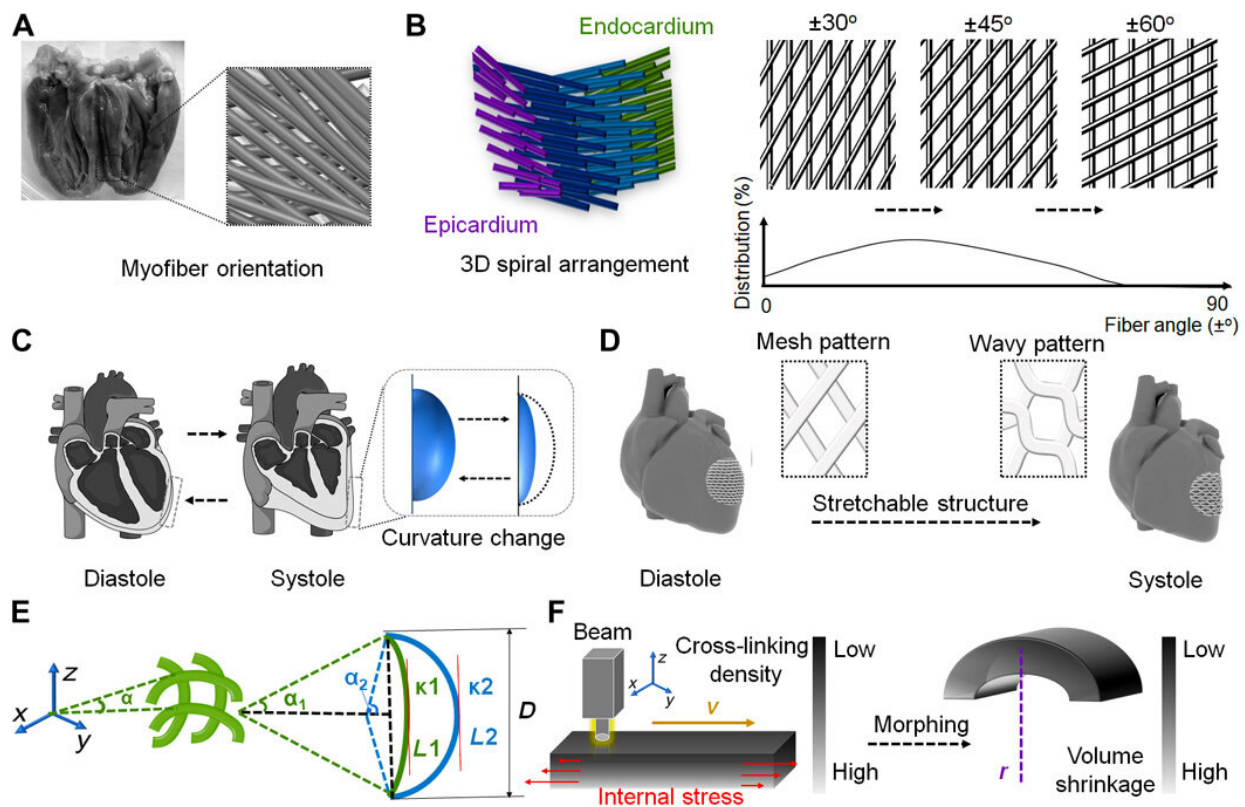 A
Myofiber orientation
B
Endocardium
Epicardium
3D spiral arrangement
±30°
±45°
±60°
Distribution (%)
0
90
Fiber angle (±°)
C
Diastole
Systole
Curvature change
D
Mesh pattern
Wavy pattern
Stretchable structure
Diastole
Systole
E
z
x
y
α
α1
α2
κ1
κ2
L1
L2
D
F
Beam
z
x
y
Cross-linking
density
v
Internal stress
Low
High
Morphing
r
Low
High
Volume
shrinkage